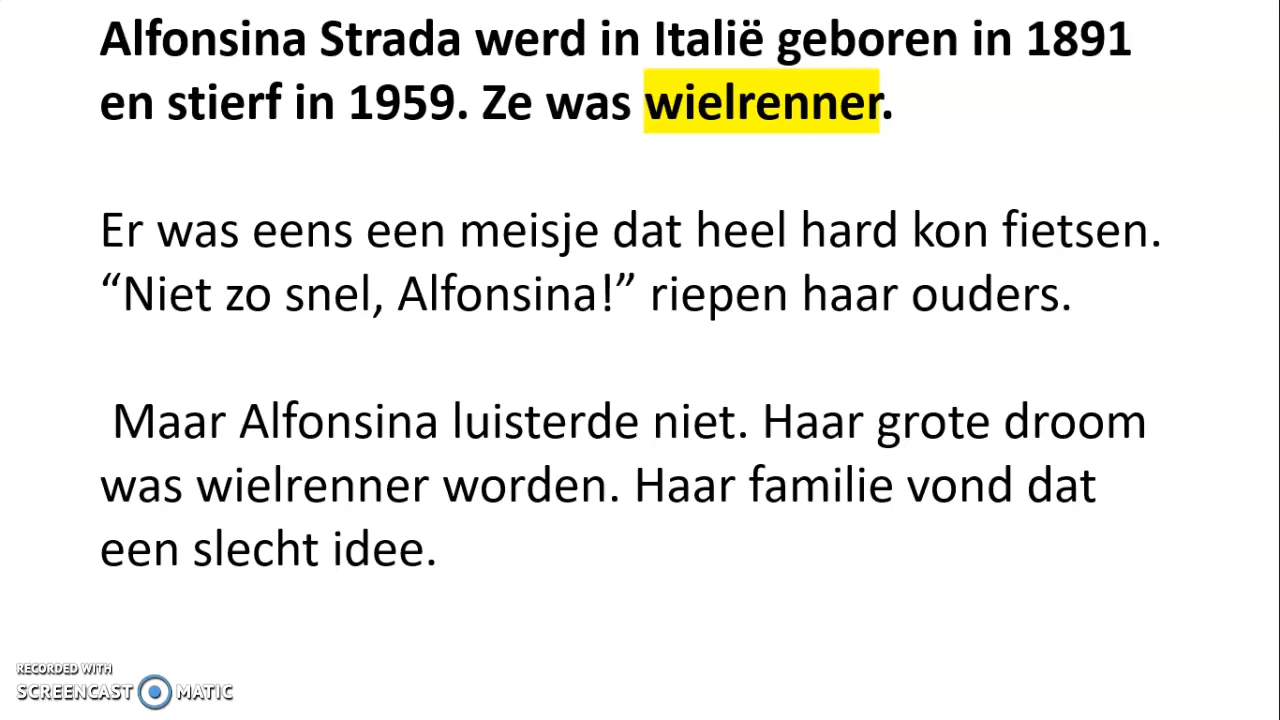 Alfonsina Strada werd in Italië geboren in 1891
en stierf in 1959. Ze was wielrenner.
Er was eens een meisje dat heel hard kon fietsen.
“Niet zo snel, Alfonsina!” riepen haar ouders.
Maar Alfonsina luisterde niet. Haar grote droom
was wielrenner worden. Haar familie vond dat
een slecht idee.
RECORDED WITH
SCREENCAST MATIC